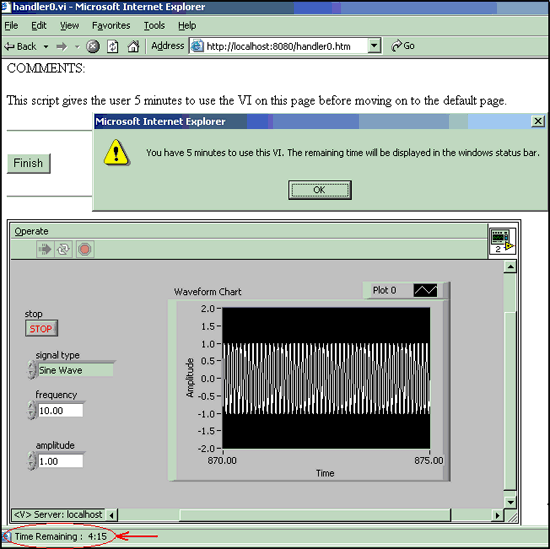 handler0.vi - Microsoft Internet Explorer
File Edit View Favorites Tools Help
Back Address http://localhost:8080/handler0.htm Go
COMMENTS:
This script gives the user 5 minutes to use the VI on this page before moving on to the default page.
Microsoft Internet Explorer
You have 5 minutes to use this VI. The remaining time will be displayed in the windows status bar.
OK
Finish
Operate
2
Waveform Chart
Plot 0
stop
STOP
signal type
Sine Wave
frequency
10.00
amplitude
1.00
Amplitude
2.0
1.5
1.0
0.5
0.0
-0.5
-1.0
-1.5
-2.0
870.00 875.00
Time
<V> Server: localhost
Time Remaining : 4:15